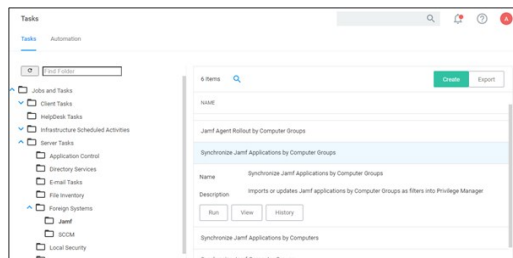 Tasks
A
Tasks Automation
Find Folder
Jobs and Tasks
Client Tasks
HelpDesk Tasks
Infrastructure Scheduled Activities
Server Tasks
Application Control
Directory Services
E-mail Tasks
File Inventory
Foreign Systems
Jamf
SCCM
Local Security
6 items
Create Export
NAME
Jamf Agent Rollout by Computer Groups
Synchronize Jamf Applications by Computer Groups
Name Synchronize Jamf Applications by Computer Groups
Description Imports or updates Jamf applications by Computer Groups as filters into Privilege Manager
Run View History
Synchronize Jamf Applications by Computers